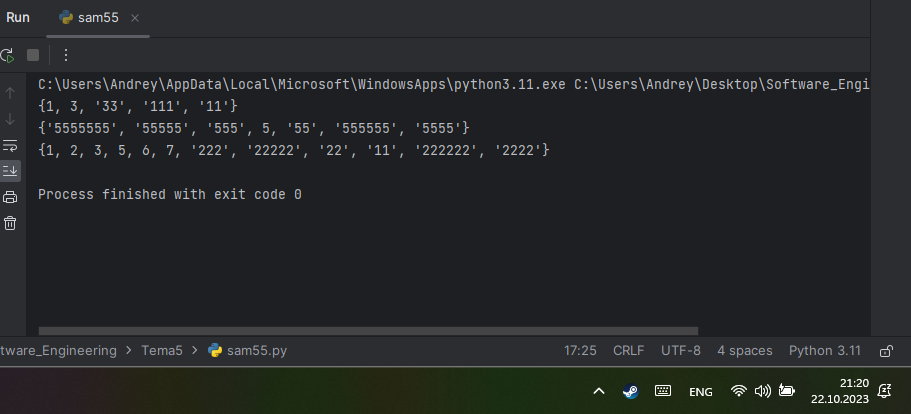 Run sam55
C:\Users\Andrey\AppData\Local\Microsoft\WindowsApps\python3.11.exe C:\Users\Andrey\Desktop\Software_Engi
{1, 3, '33', '111', '11'}
{'5555555', '55555', '555', 5, '55', '555555', '5555'}
{1, 2, 3, 5, 6, 7, '222', '22222', '22', '11', '222222', '2222'}
Process finished with exit code 0
tware_Engineering > Tema5 > sam55.py 17:25 CRLF UTF-8 4 spaces Python 3.11
ENG 21:20
22.10.2023